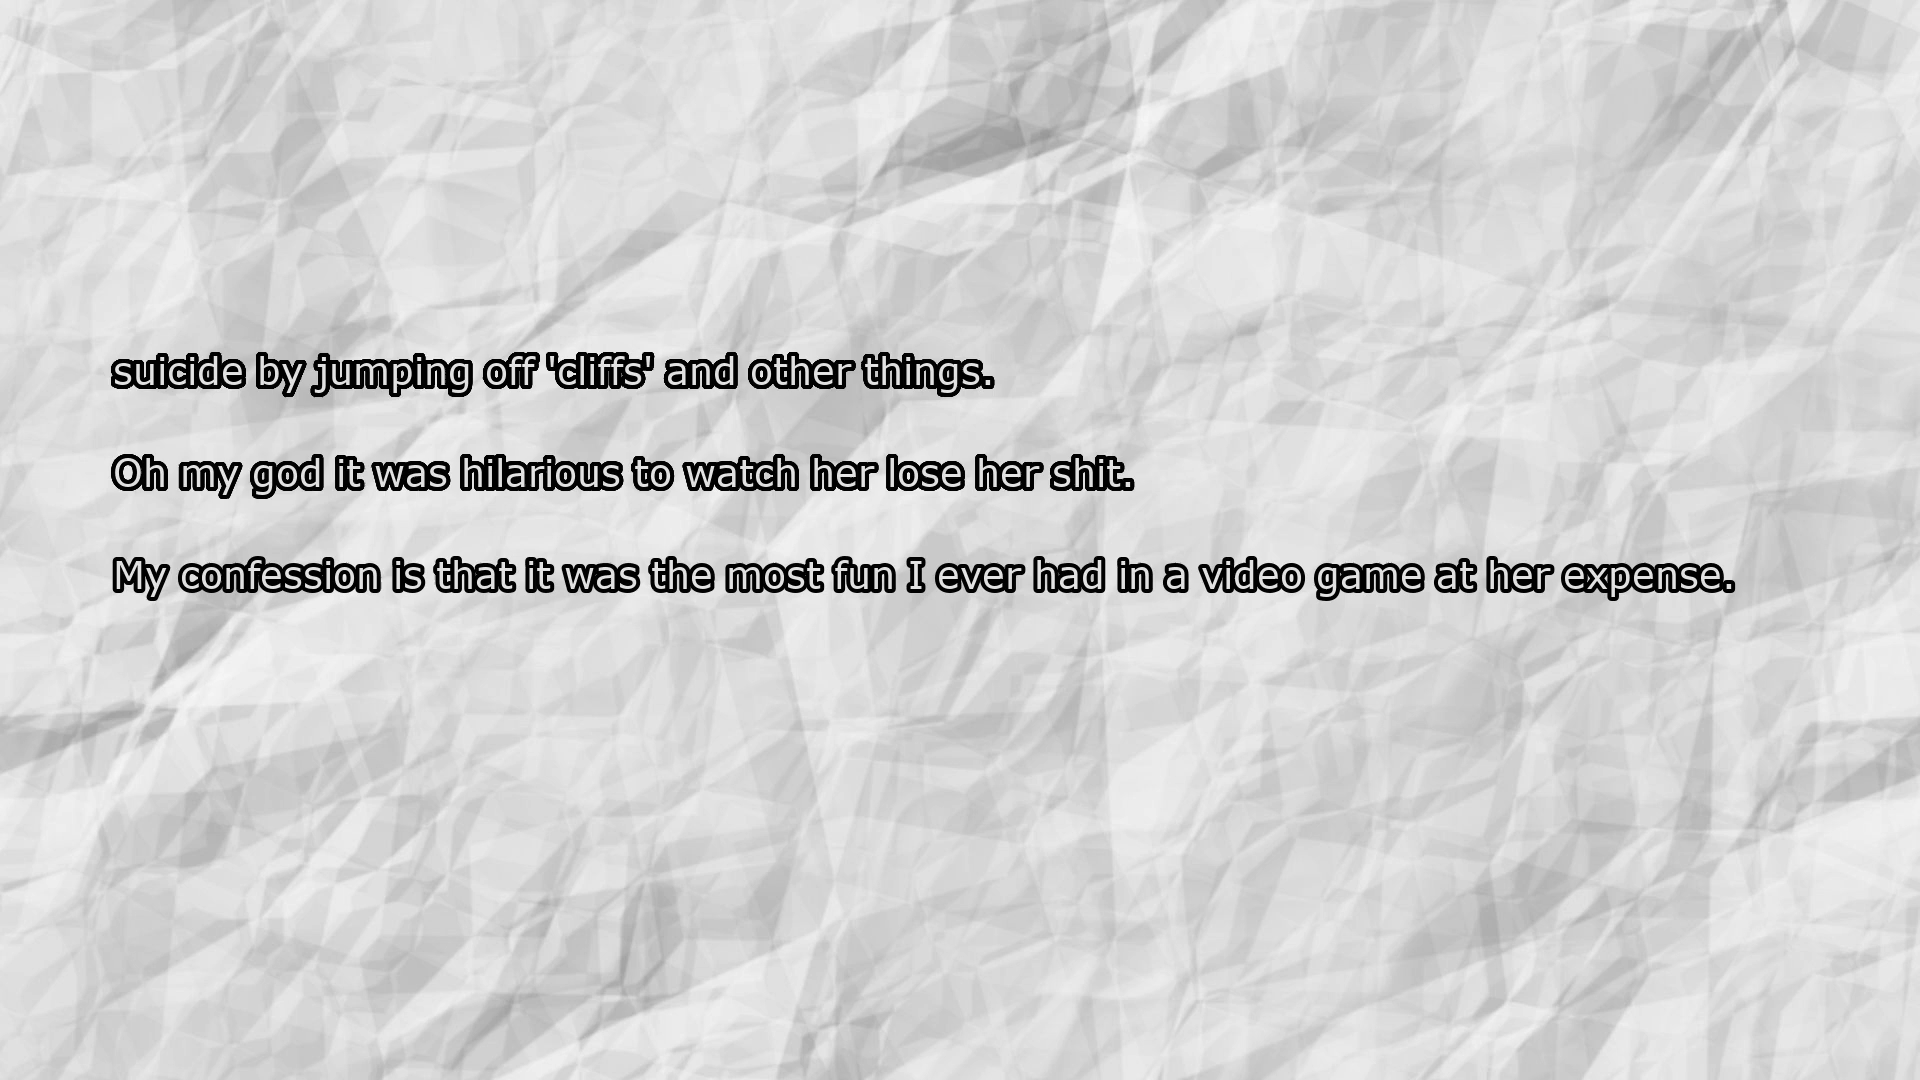 suicide by jumping off 'cliffs' and other things.
Oh my god it was hilarious to watch her lose her shit.
My confession is that it was the most fun I ever had in a video game at her expense.